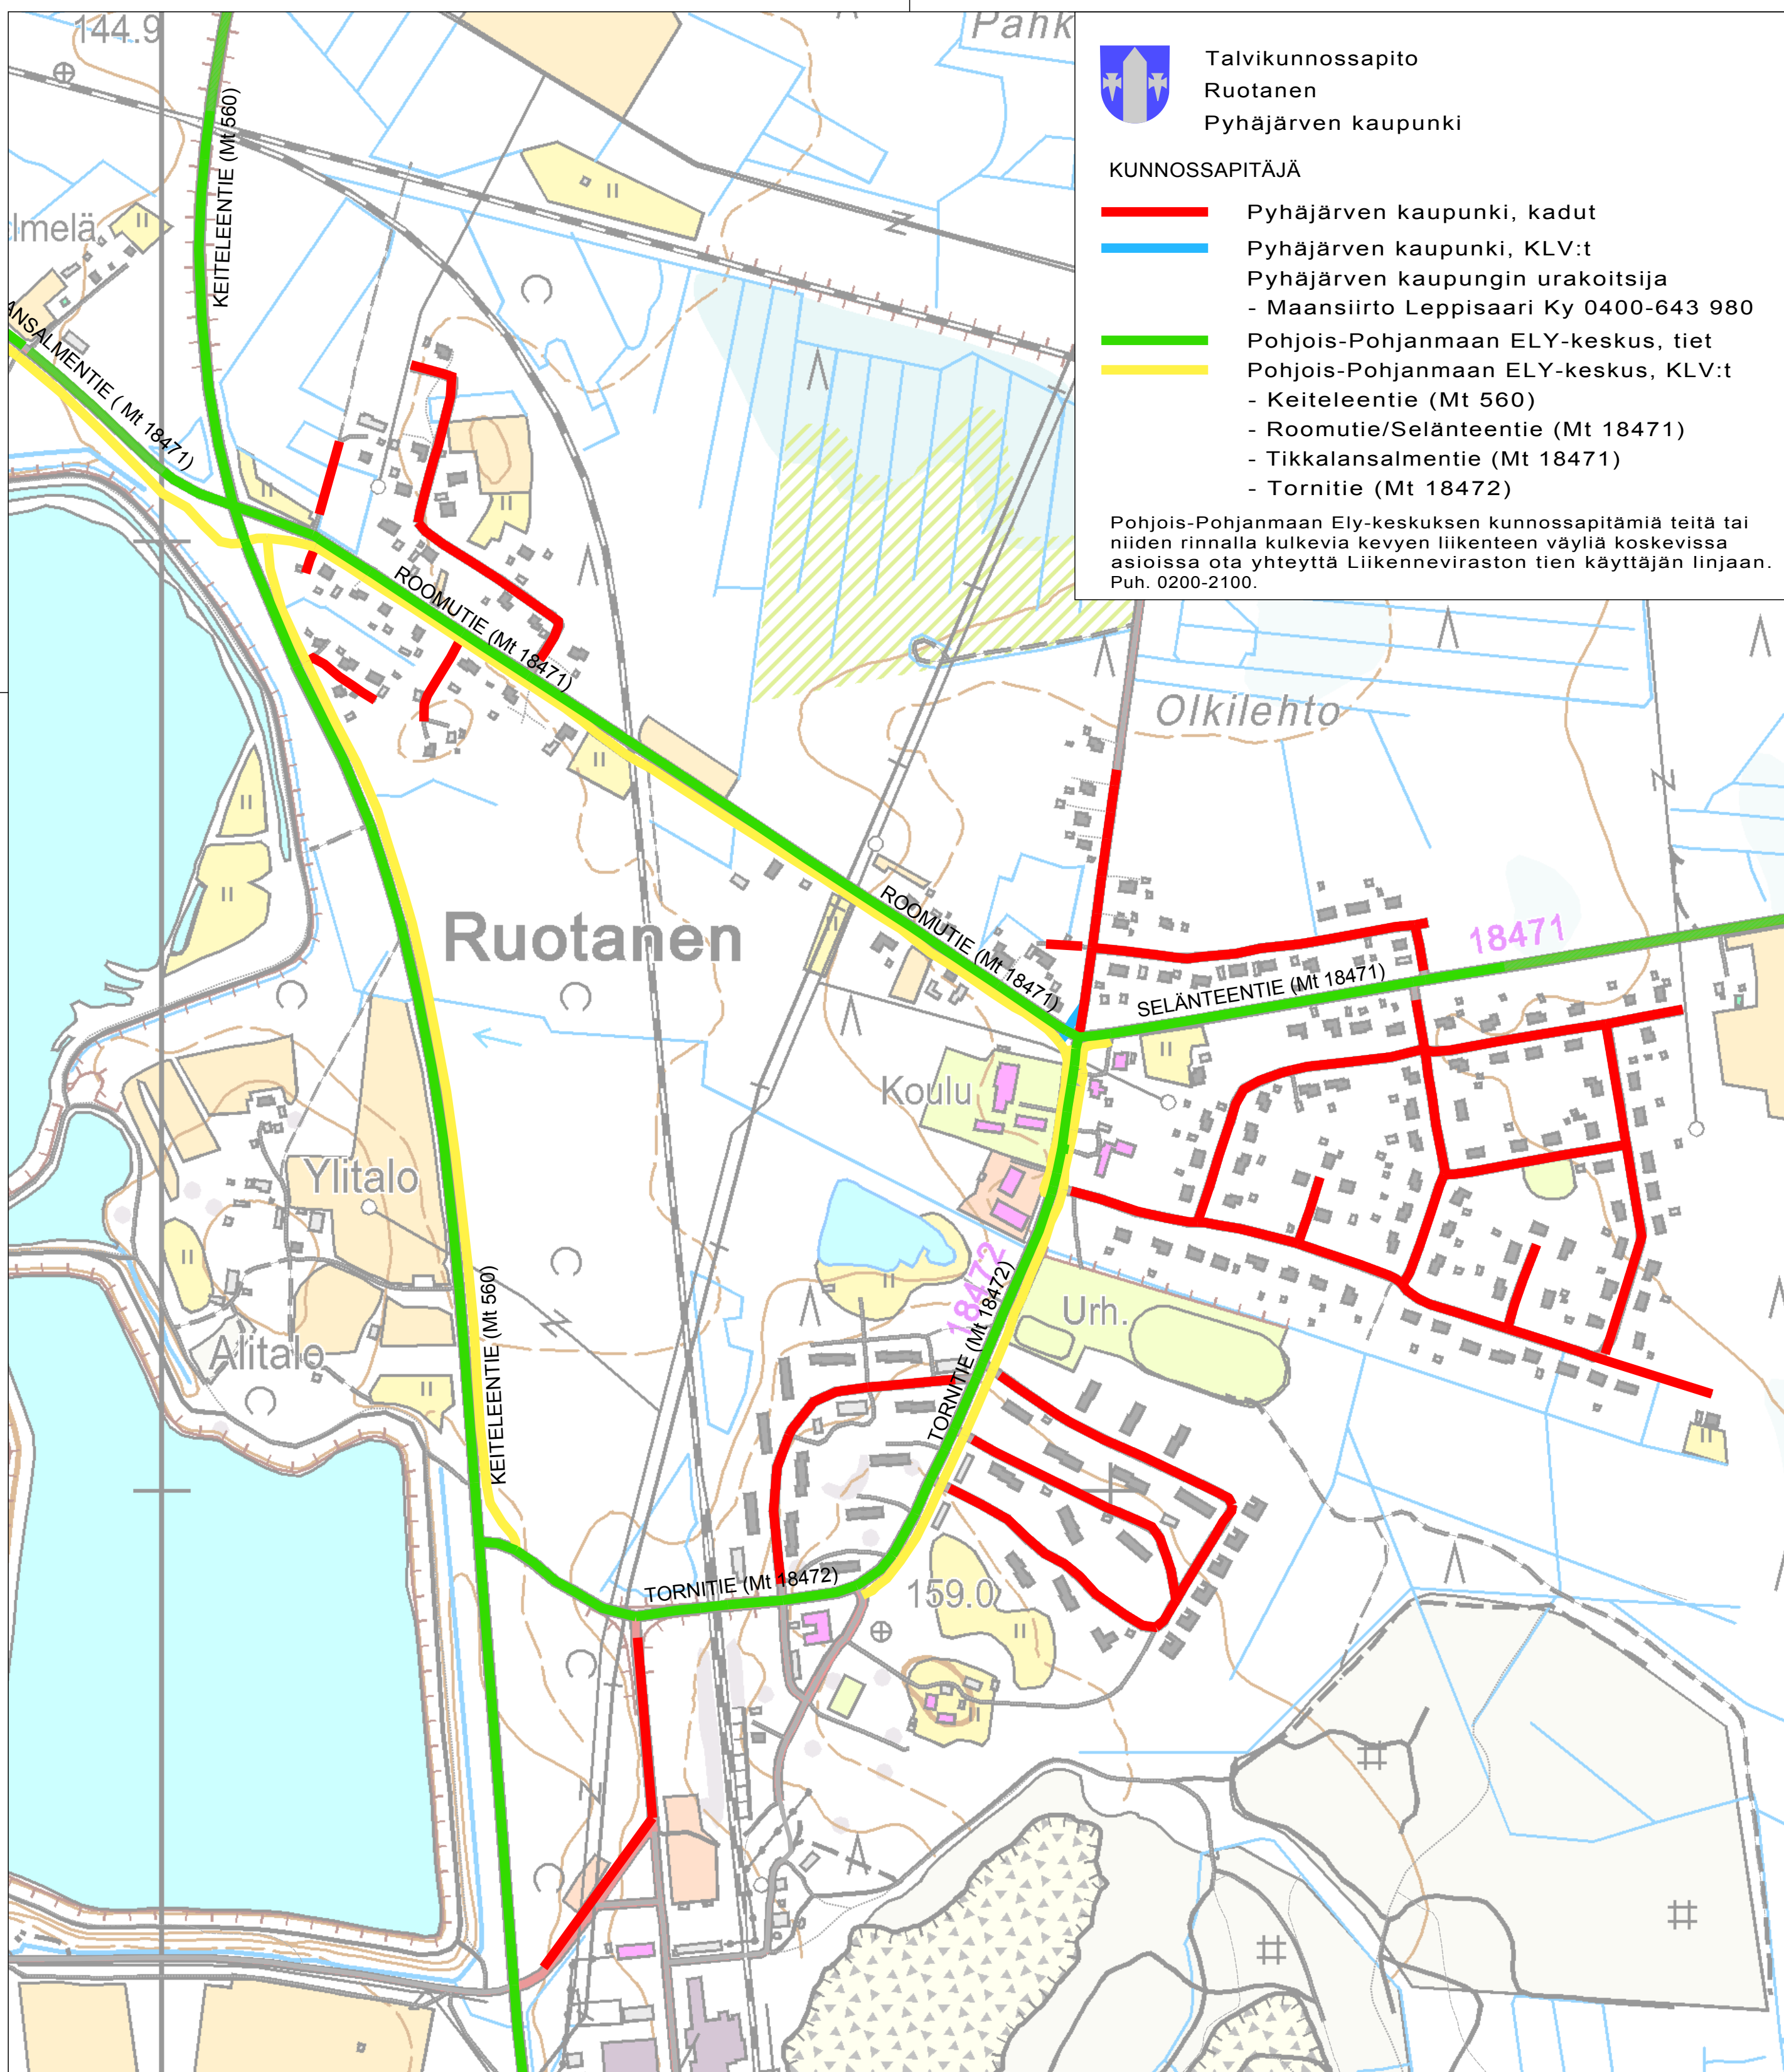 144.9
Pahk
Talvikunnossapito
Ruotanen
Pyhäjärven kaupunki
KUNNOSSAPITÄJÄ
Pyhäjärven kaupunki, kadut
Pyhäjärven kaupunki, KLV:t
Pyhäjärven kaupungin urakoitsija
- Maansiirto Leppisaari Ky 0400-643 980
Pohjois-Pohjanmaan ELY-keskus, tiet
Pohjois-Pohjanmaan ELY-keskus, KLV:t
- Keiteleentie (Mt 560)
- Roomutie/Selänteentie (Mt 18471)
- Tikkalansalmentie (Mt 18471)
- Tornitie (Mt 18472)
Pohjois-Pohjanmaan Ely-keskuksen kunnossapitämiä teitä tai
niiden rinnalla kulkevia kevyen liikenteen väyliä koskevissa
asioissa ota yhteyttä Liikenneviraston tien käyttäjän linjaan.
Puh. 0200-2100.
KEITELEENTIE (Mt 560)
lmelä
ANSALMENTIE ( Mt 18471)
ROOMUTIE (Mt 18471)
Olkilehto
Ruotanen
ROOMUTIE (Mt 18471)
18471
SELÄNTEENTIE (Mt 18471)
Koulu
Ylitalo
18472
Urh.
Alitalo
KEITELEENTIE (Mt 560)
TORNITIE (Mt 18472)
TORNITIE (Mt 18472)
159.0